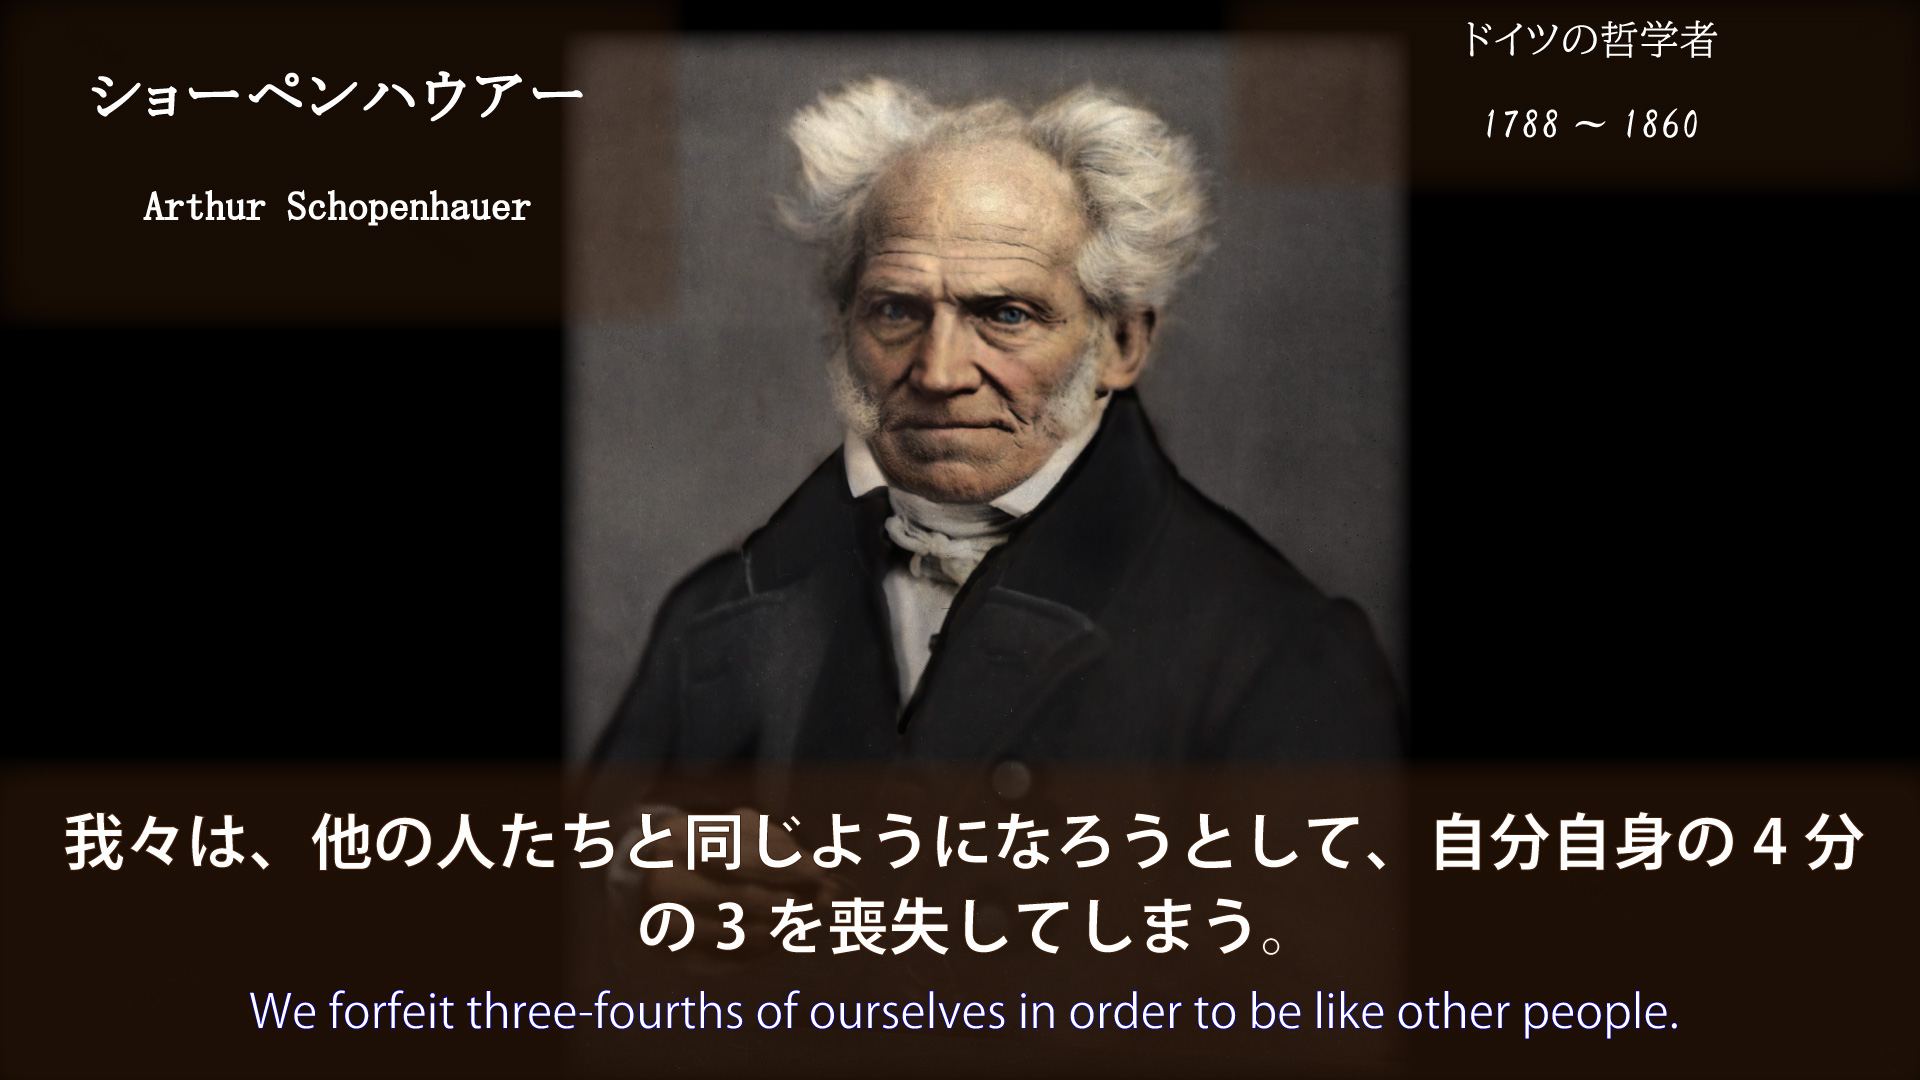 ショーペンハウアー
Arthur Schopenhauer
ドイツの哲学者
1788 ～ 1860
我々は、他の人たちと同じようになろうとして、自分自身の4分
の3を喪失してしまう。
We forfeit three-fourths of ourselves in order to be like other people.